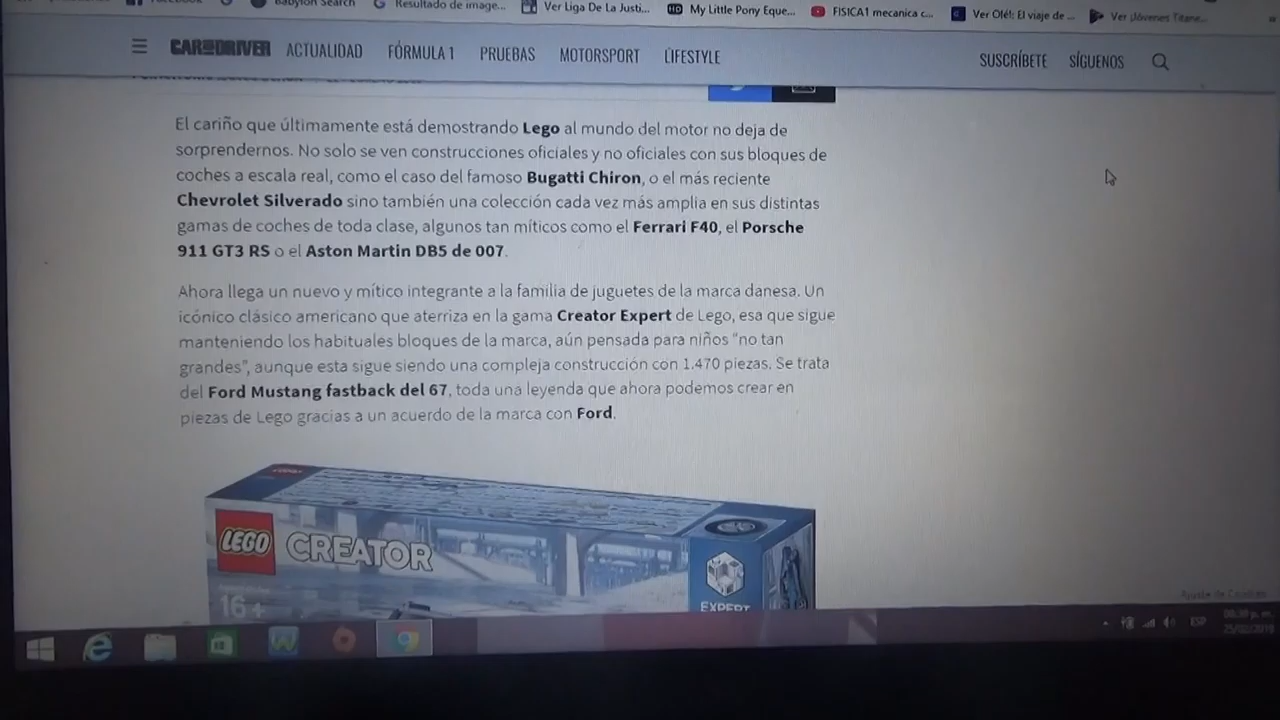 Babylon Search
Resultado de image...
Ver Liga De La Justi...
HD My Little Pony Eque...
FISICA1 mecanica c...
Ver Olé!: El viaje de ...
Ver ¡Jóvenes Titane...
CAR AND DRIVER ACTUALIDAD FÓRMULA 1 PRUEBAS MOTORSPORT LIFESTYLE SUSCRÍBETE SÍGUENOS
El cariño que últimamente está demostrando Lego al mundo del motor no deja de
sorprendernos. No solo se ven construcciones oficiales y no oficiales con sus bloques de
coches a escala real, como el caso del famoso Bugatti Chiron, o el más reciente
Chevrolet Silverado sino también una colección cada vez más amplia en sus distintas
gamas de coches de toda clase, algunos tan míticos como el Ferrari F40, el Porsche
911 GT3 RS o el Aston Martin DB5 de 007.
Ahora llega un nuevo y mítico integrante a la familia de juguetes de la marca danesa. Un
icónico clásico americano que aterriza en la gama Creator Expert de Lego, esa que sigue
manteniendo los habituales bloques de la marca, aún pensada para niños "no tan
grandes", aunque esta sigue siendo una compleja construcción con 1.470 piezas. Se trata
del Ford Mustang fastback del 67, toda una leyenda que ahora podemos crear en
piezas de Lego gracias a un acuerdo de la marca con Ford.
LEGO CREATOR
16+
EXPERT
ESP